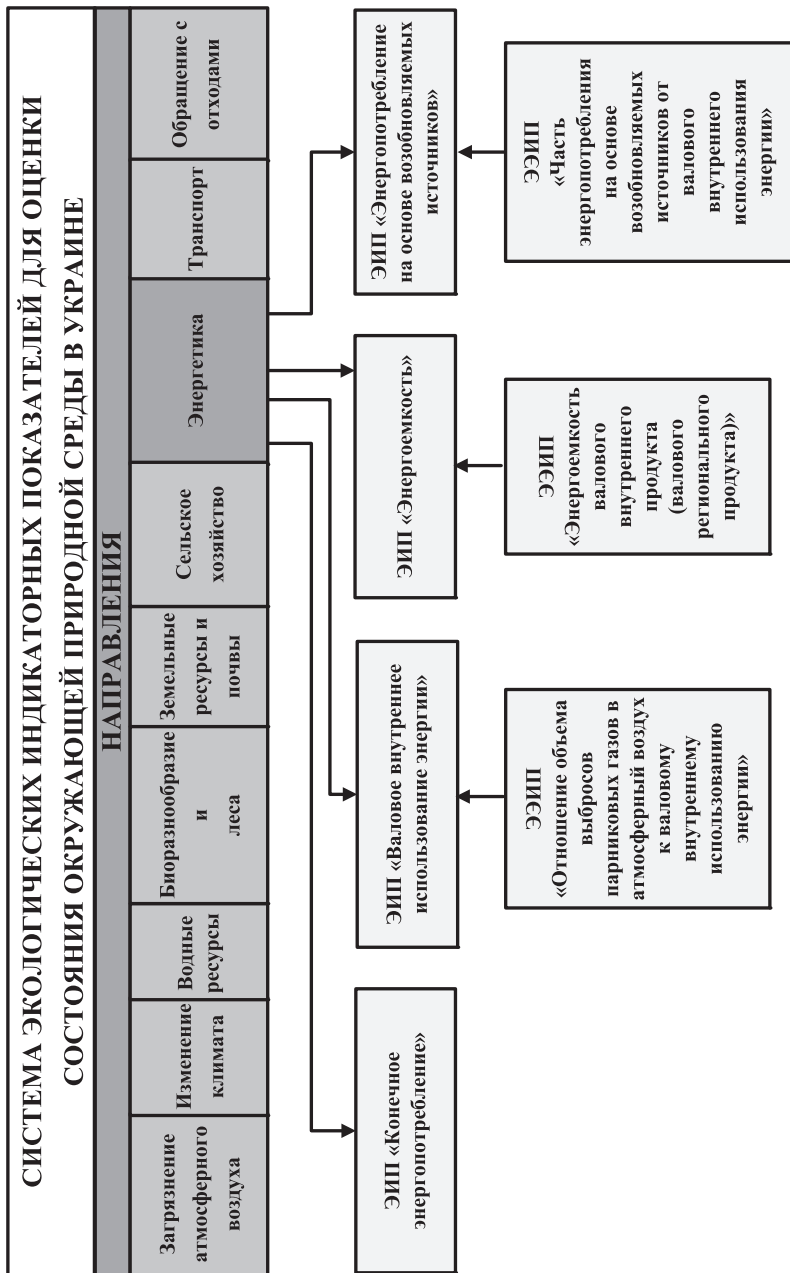 СИСТЕМА ЭКОЛОГИЧЕСКИХ ИНДИКАТОРНЫХ ПОКАЗАТЕЛЕЙ ДЛЯ ОЦЕНКИ
СОСТОЯНИЯ ОКРУЖАЮЩЕЙ ПРИРОДНОЙ СРЕДЫ В УКРАИНЕ
НАПРАВЛЕНИЯ
Загрязнение
атмосферного
воздуха
Изменение
климата
Водные
ресурсы
Биоразнообразие
и
леса
Земельные
ресурсы и
почвы
Сельское
хозяйство
Энергетика
Транспорт
Обращение с
отходами
ЭИП «Конечное
энергопотребление»
ЭИП «Валовое внутреннее
использование энергии»
ЭИП «Энергоемкость»
ЭИП «Энергопотребление
на основе возобновляемых
источников»
ЭЭИП
«Отношение объема
выбросов
парниковых газов в
атмосферный воздух
к валовому
внутреннему
использованию
энергии»
ЭЭИП
«Энергоемкость
валового
внутреннего
продукта
(валового
регионального
продукта)»
ЭЭИП
«Часть
энергопотребления
на основе
возобновляемых
источников от
валового
внутреннего
использования
энергии»